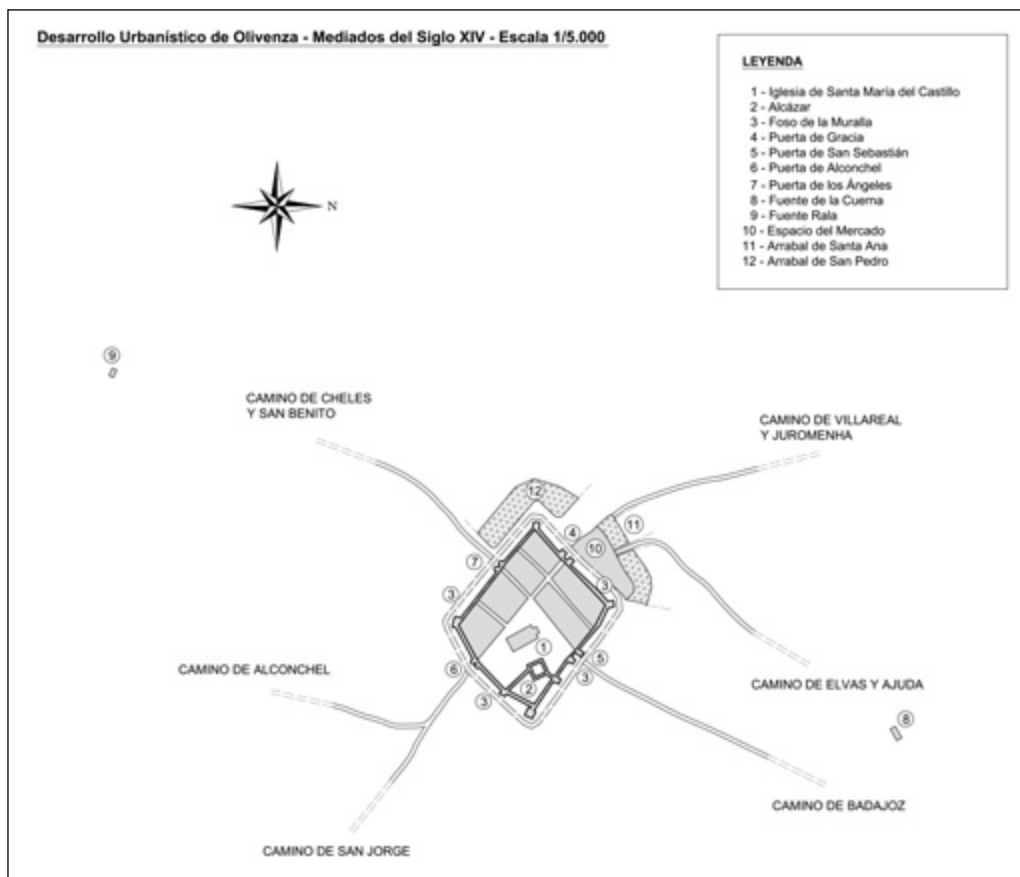 Desarrollo Urbanístico de Olivenza - Mediados del Siglo XIV - Escala 1/5.000
LEYENDA
1 - Iglesia de Santa María del Castillo
2 - Alcázar
3 - Foso de la Muralla
4 - Puerta de Gracia
5 - Puerta de San Sebastián
6 - Puerta de Alconchel
7 - Puerta de los Ángeles
8 - Fuente de la Cuerna
9 - Fuente Rala
10 - Espacio del Mercado
11 - Arrabal de Santa Ana
12 - Arrabal de San Pedro
N
9
CAMINO DE CHELES
Y SAN BENITO
CAMINO DE VILLAREAL
Y JUROMENHA
12
4
11
10
7
3
3
1
6
5
2
3
3
CAMINO DE ALCONCHEL
CAMINO DE ELVAS Y AJUDA
8
CAMINO DE BADAJOZ
CAMINO DE SAN JORGE